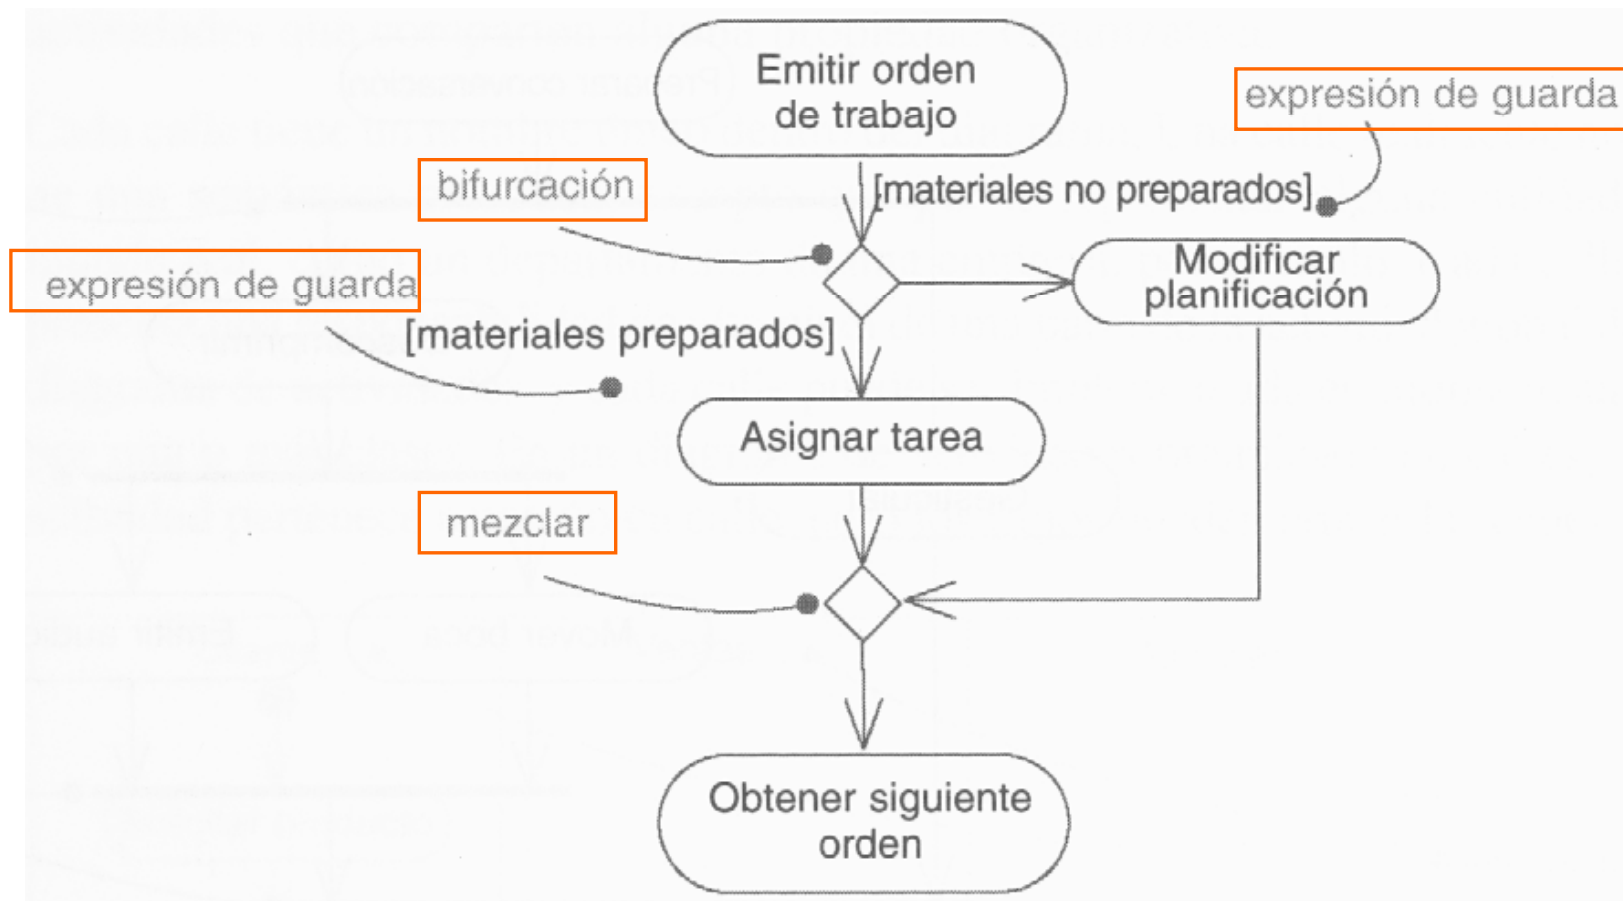 Emitir orden
de trabajo
expresión de guarda
bifurcación
[materiales no preparados]
Modificar
planificación
expresión de guarda
[materiales preparados]
Asignar tarea
mezclar
Obtener siguiente
orden